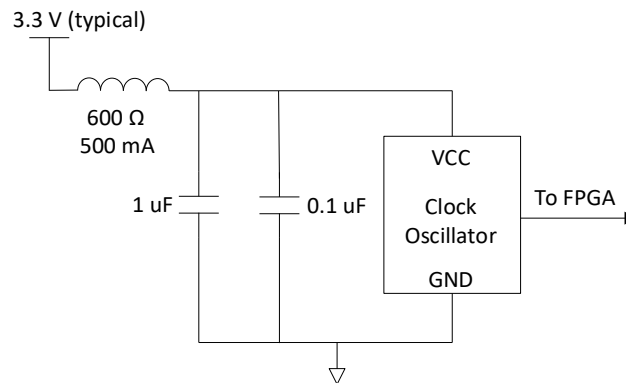 3.3 V (typical)
600 Ω
500 mA
1 uF
0.1 uF
VCC
Clock
Oscillator
GND
To FPGA